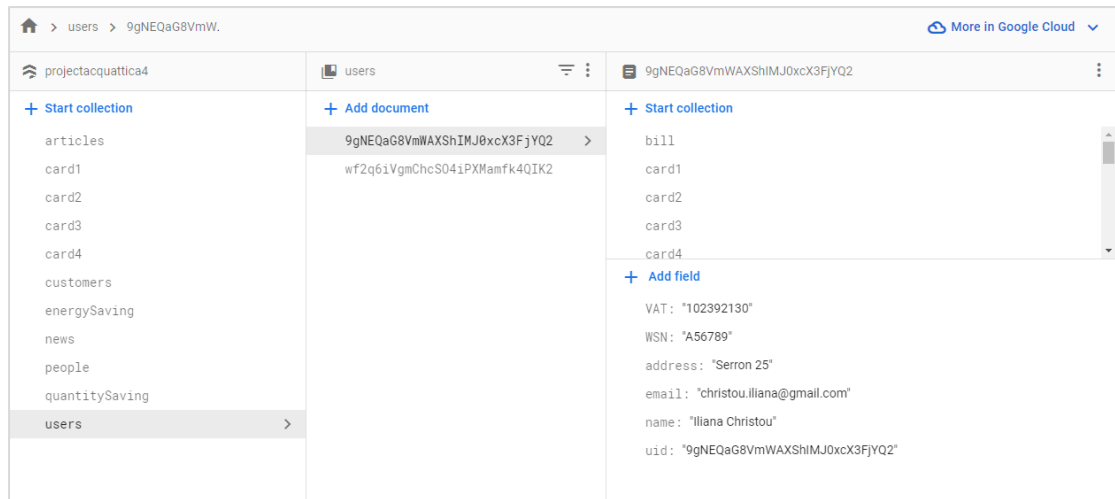 users > 9gNEQaG8VmW.
More in Google Cloud
projectacquattica4
Start collection
articles
card1
card2
card3
card4
customers
energySaving
news
people
quantitySaving
users
users
Add document
9gNEQaG8VmWAXShIMJ0xcX3FjYQ2
wf2q6iVgmChcSO4iPXMamfk4QIK2
9gNEQaG8VmWAXShIMJ0xcX3FjYQ2
Start collection
bill
card1
card2
card3
card4
Add field
VAT: "102392130"
WSN: "A56789"
address: "Serron 25"
email: "christou.iliana@gmail.com"
name: "Iliana Christou"
uid: "9gNEQaG8VmWAXShIMJ0xcX3FjYQ2"